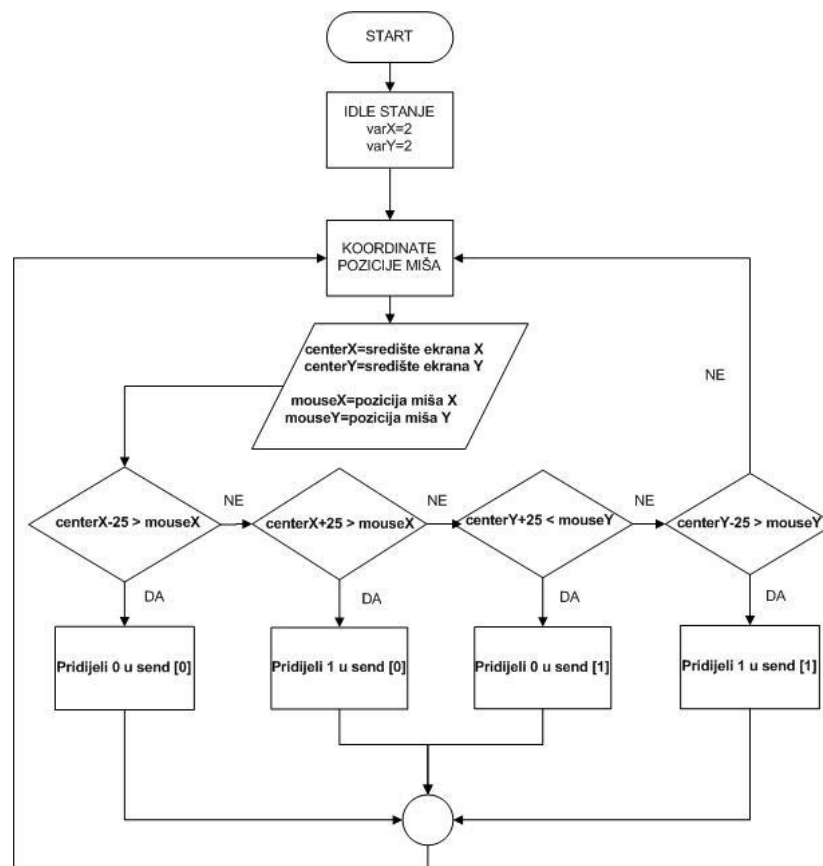 START
IDLE STANJE
varX=2
varY=2
KOORDINATE
POZICIJE MIŠA
centerX=središte ekrana X
centerY=središte ekrana Y
mouseX=pozicija miša X
mouseY=pozicija miša Y
NE
centerX-25 > mouseX
NE
centerX+25 > mouseX
NE
centerY+25 < mouseY
NE
centerY-25 > mouseY
DA
DA
DA
DA
Pridijeli 0 u send [0]
Pridijeli 1 u send [0]
Pridijeli 0 u send [1]
Pridijeli 1 u send [1]